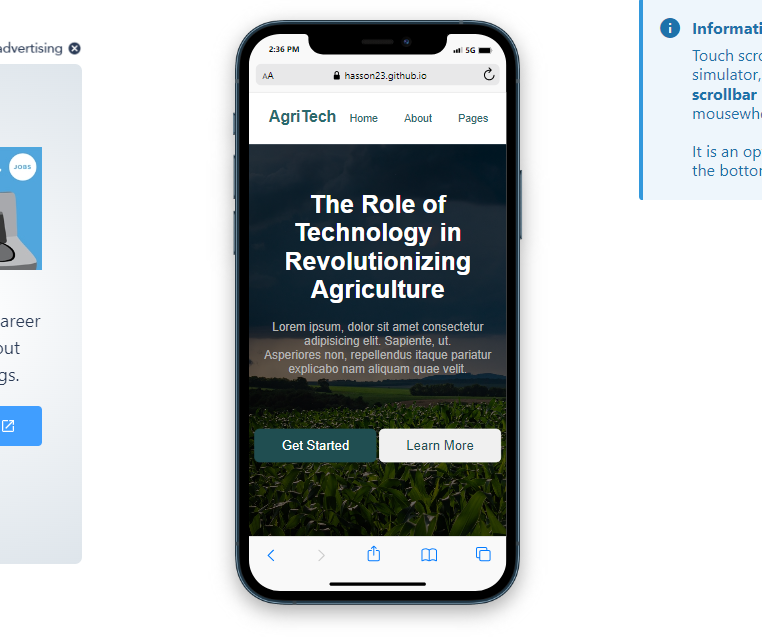 advertising
JOBS
areer
out
gs.
2:36 PM
5G
AA
hasson23.github.io
AgriTech
Home
About
Pages
The Role of
Technology in
Revolutionizing
Agriculture
Lorem ipsum, dolor sit amet consectetur
adipisicing elit. Sapiente, ut.
Asperiores non, repellendus itaque pariatur
explicabo nam aliquam quae velit.
Get Started
Learn More
Informati
Touch scro
simulator,
scrollbar
mousewhe
It is an op
the bottor